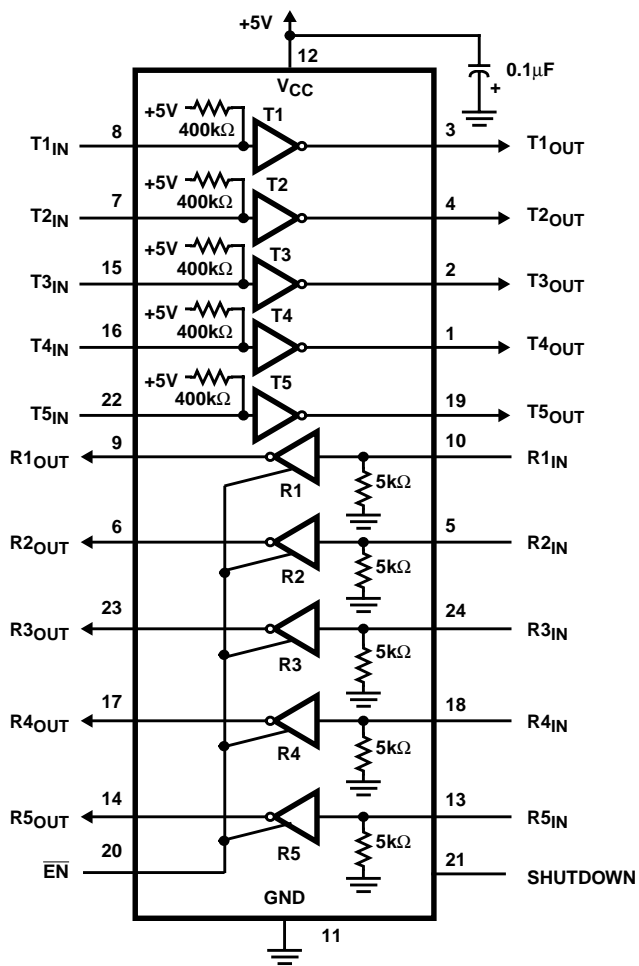 +5V
12
VCC
0.1μF
+
+5V
400kΩ
T1
T1IN
8
3
T1OUT
+5V
400kΩ
T2
T2IN
7
4
T2OUT
+5V
400kΩ
T3
T3IN
15
2
T3OUT
+5V
400kΩ
T4
T4IN
16
1
T4OUT
+5V
400kΩ
T5
T5IN
22
19
T5OUT
R1OUT
9
10
R1IN
R1
5kΩ
R2OUT
6
5
R2IN
R2
5kΩ
R3OUT
23
24
R3IN
R3
5kΩ
R4OUT
17
18
R4IN
R4
5kΩ
R5OUT
14
13
R5IN
R5
5kΩ
EN
20
21
SHUTDOWN
GND
11